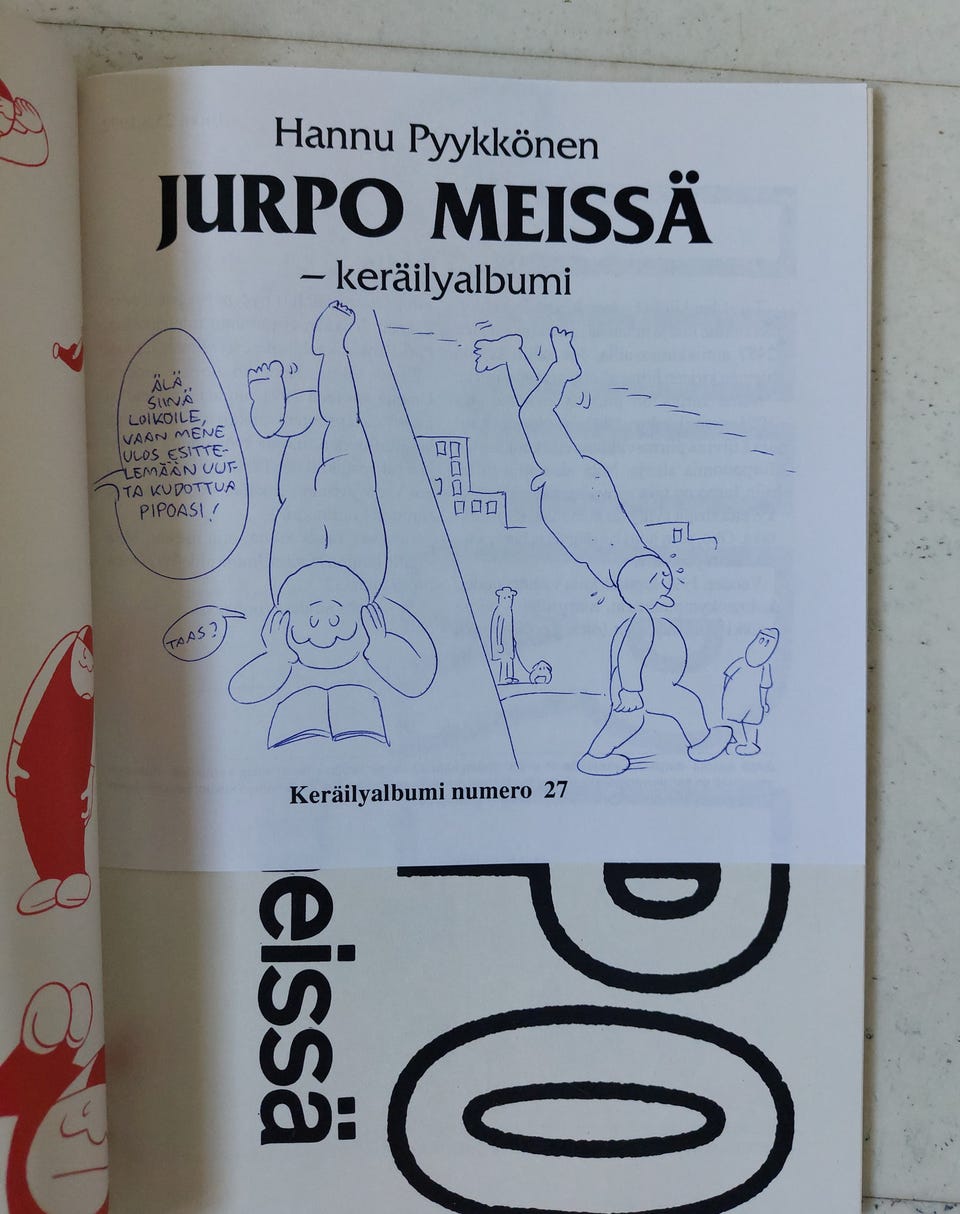 Hannu Pyykkönen
JURPO MEISSÄ
– keräilyalbumi
ÄLÄ
SIINÄ
LOIKOILE,
VAAN MENE
ULOS ESITTE-
LEMÄÄN UUT-
TA KUDOTTUA
PIPOASI!
TAAS?
Keräilyalbumi numero 27
PO
eissä